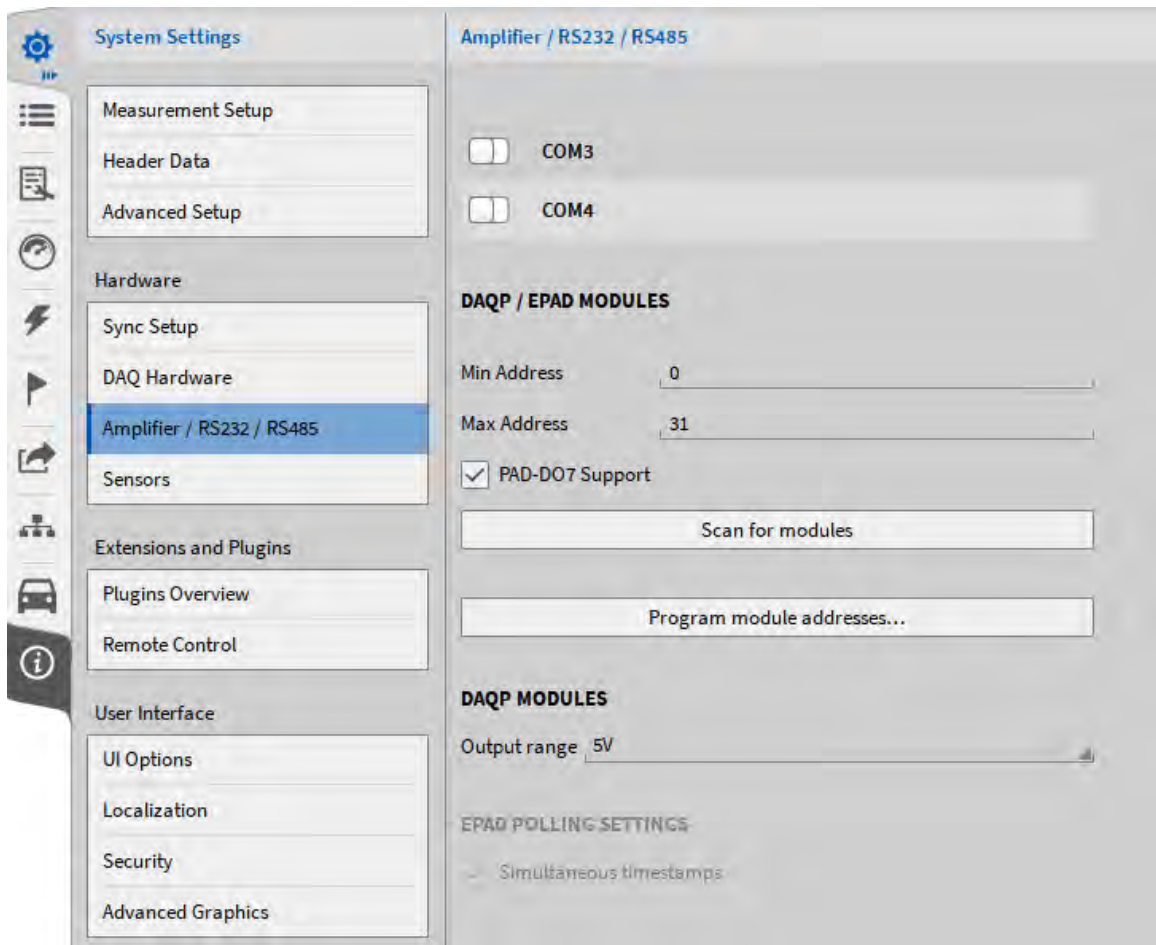 System Settings
Measurement Setup
Header Data
Advanced Setup
Hardware
Sync Setup
DAQ Hardware
Amplifier / RS232 / RS485
Sensors
Extensions and Plugins
Plugins Overview
Remote Control
User Interface
UI Options
Localization
Security
Advanced Graphics
Amplifier / RS232 / RS485
COM3
COM4
DAQP / EPAD MODULES
Min Address 0
Max Address 31
PAD-DO7 Support
Scan for modules
Program module addresses...
DAQP MODULES
Output range 5V
EPAD POLLING SETTINGS
Simultaneous timestamps